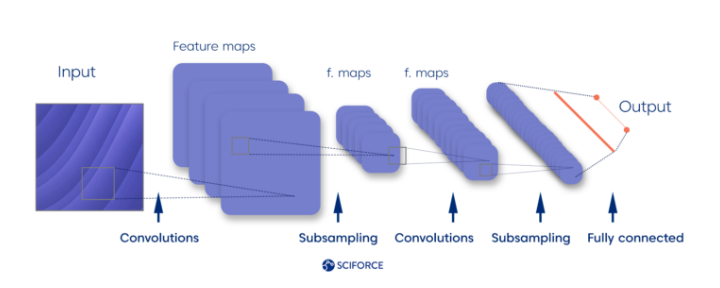 Feature maps
Input
f. maps
f. maps
Output
Convolutions
Subsampling
Convolutions
Subsampling
Fully connected
SCIFORCE